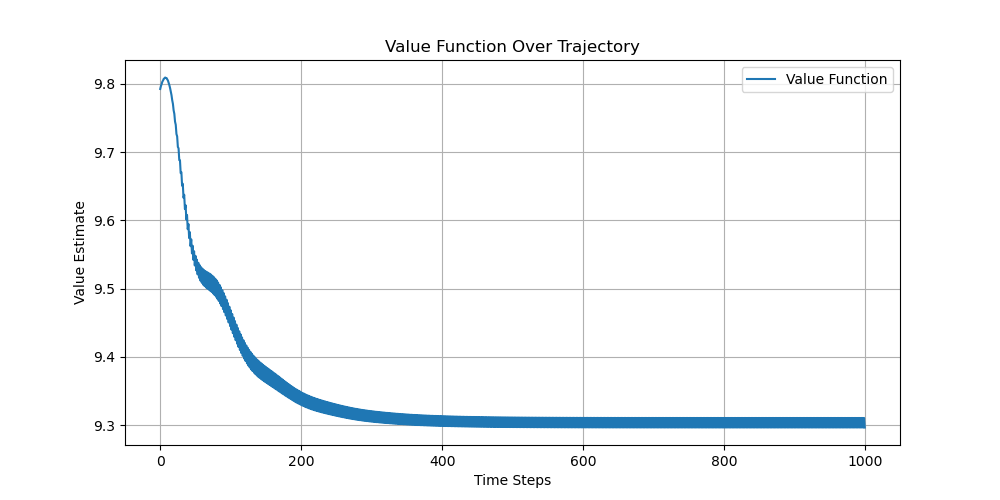 Value Function Over Trajectory
Value Function
Value Estimate
9.8
9.7
9.6
9.5
9.4
9.3
0 200 400 600 800 1000
Time Steps